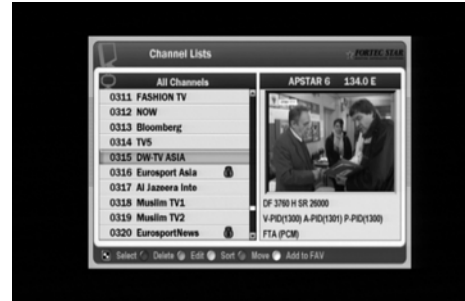 Channel Lists
FORTEC STAR
All Channels
0311 FASHION TV
0312 NOW
0313 Bloomberg
0314 TV5
0315 DW-TV ASIA
0316 Eurosport Asia
0317 Al Jazeera Inte
0318 Muslim TV1
0319 Muslim TV2
0320 EurosportNews
APSTAR 6 134.0 E
DF 3760 H SR 26000
V-PID(1300) A-PID(1301) P-PID(1300)
FTA (PCM)
Select Delete Edit Sort Move Add to FAV